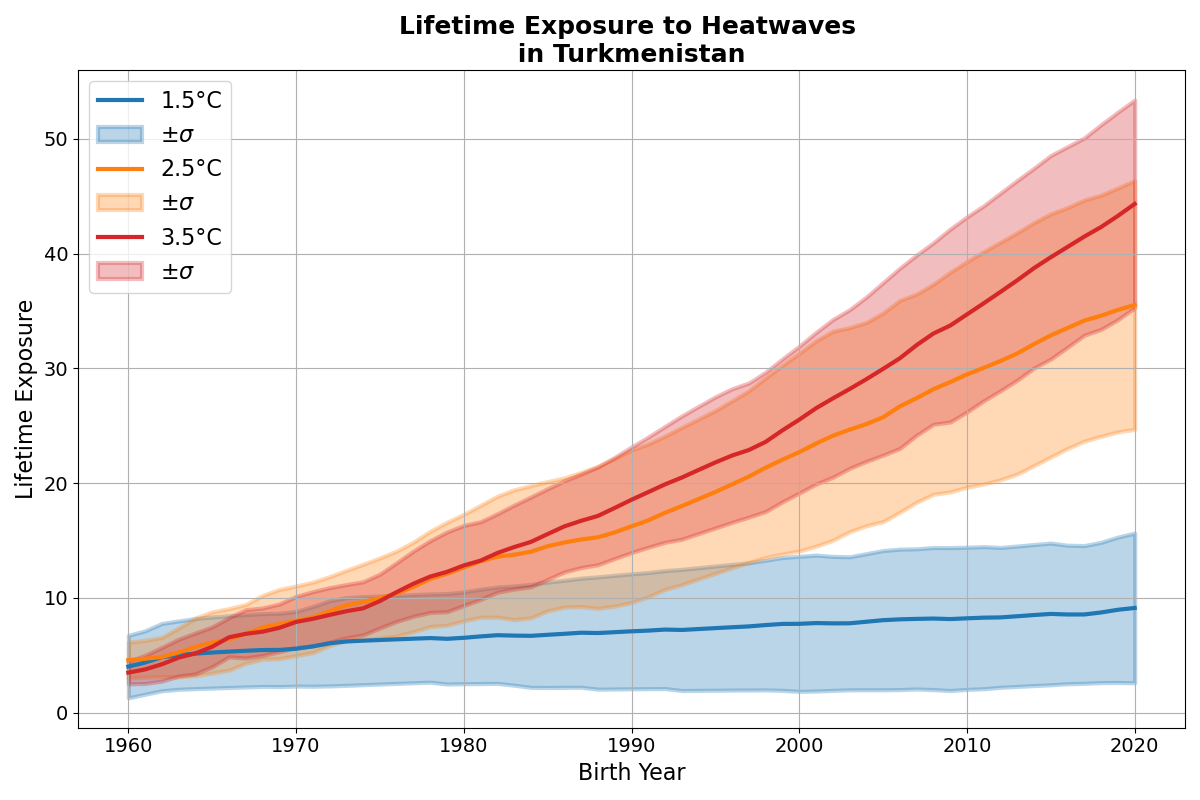 Lifetime Exposure to Heatwaves
in Turkmenistan
1.5°C
±σ
2.5°C
±σ
3.5°C
±σ
Lifetime Exposure
50
40
30
20
10
0
1960
1970
1980
1990
2000
2010
2020
Birth Year